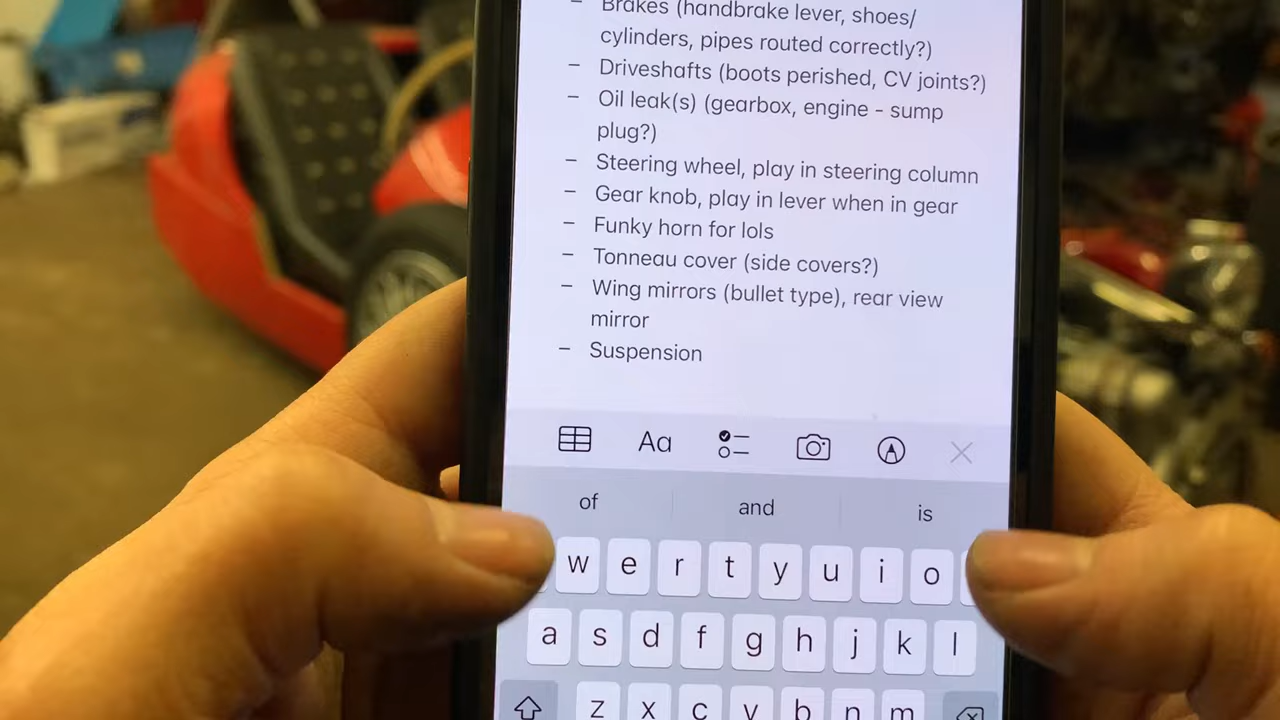 – Brakes (handbrake lever, shoes/
cylinders, pipes routed correctly?)
– Driveshafts (boots perished, CV joints?)
– Oil leak(s) (gearbox, engine - sump
plug?)
– Steering wheel, play in steering column
– Gear knob, play in lever when in gear
– Funky horn for lols
– Tonneau cover (side covers?)
– Wing mirrors (bullet type), rear view
mirror
– Suspension
Aa
of and is
w e r t y u i o
a s d f g h j k l
z x c v b n m